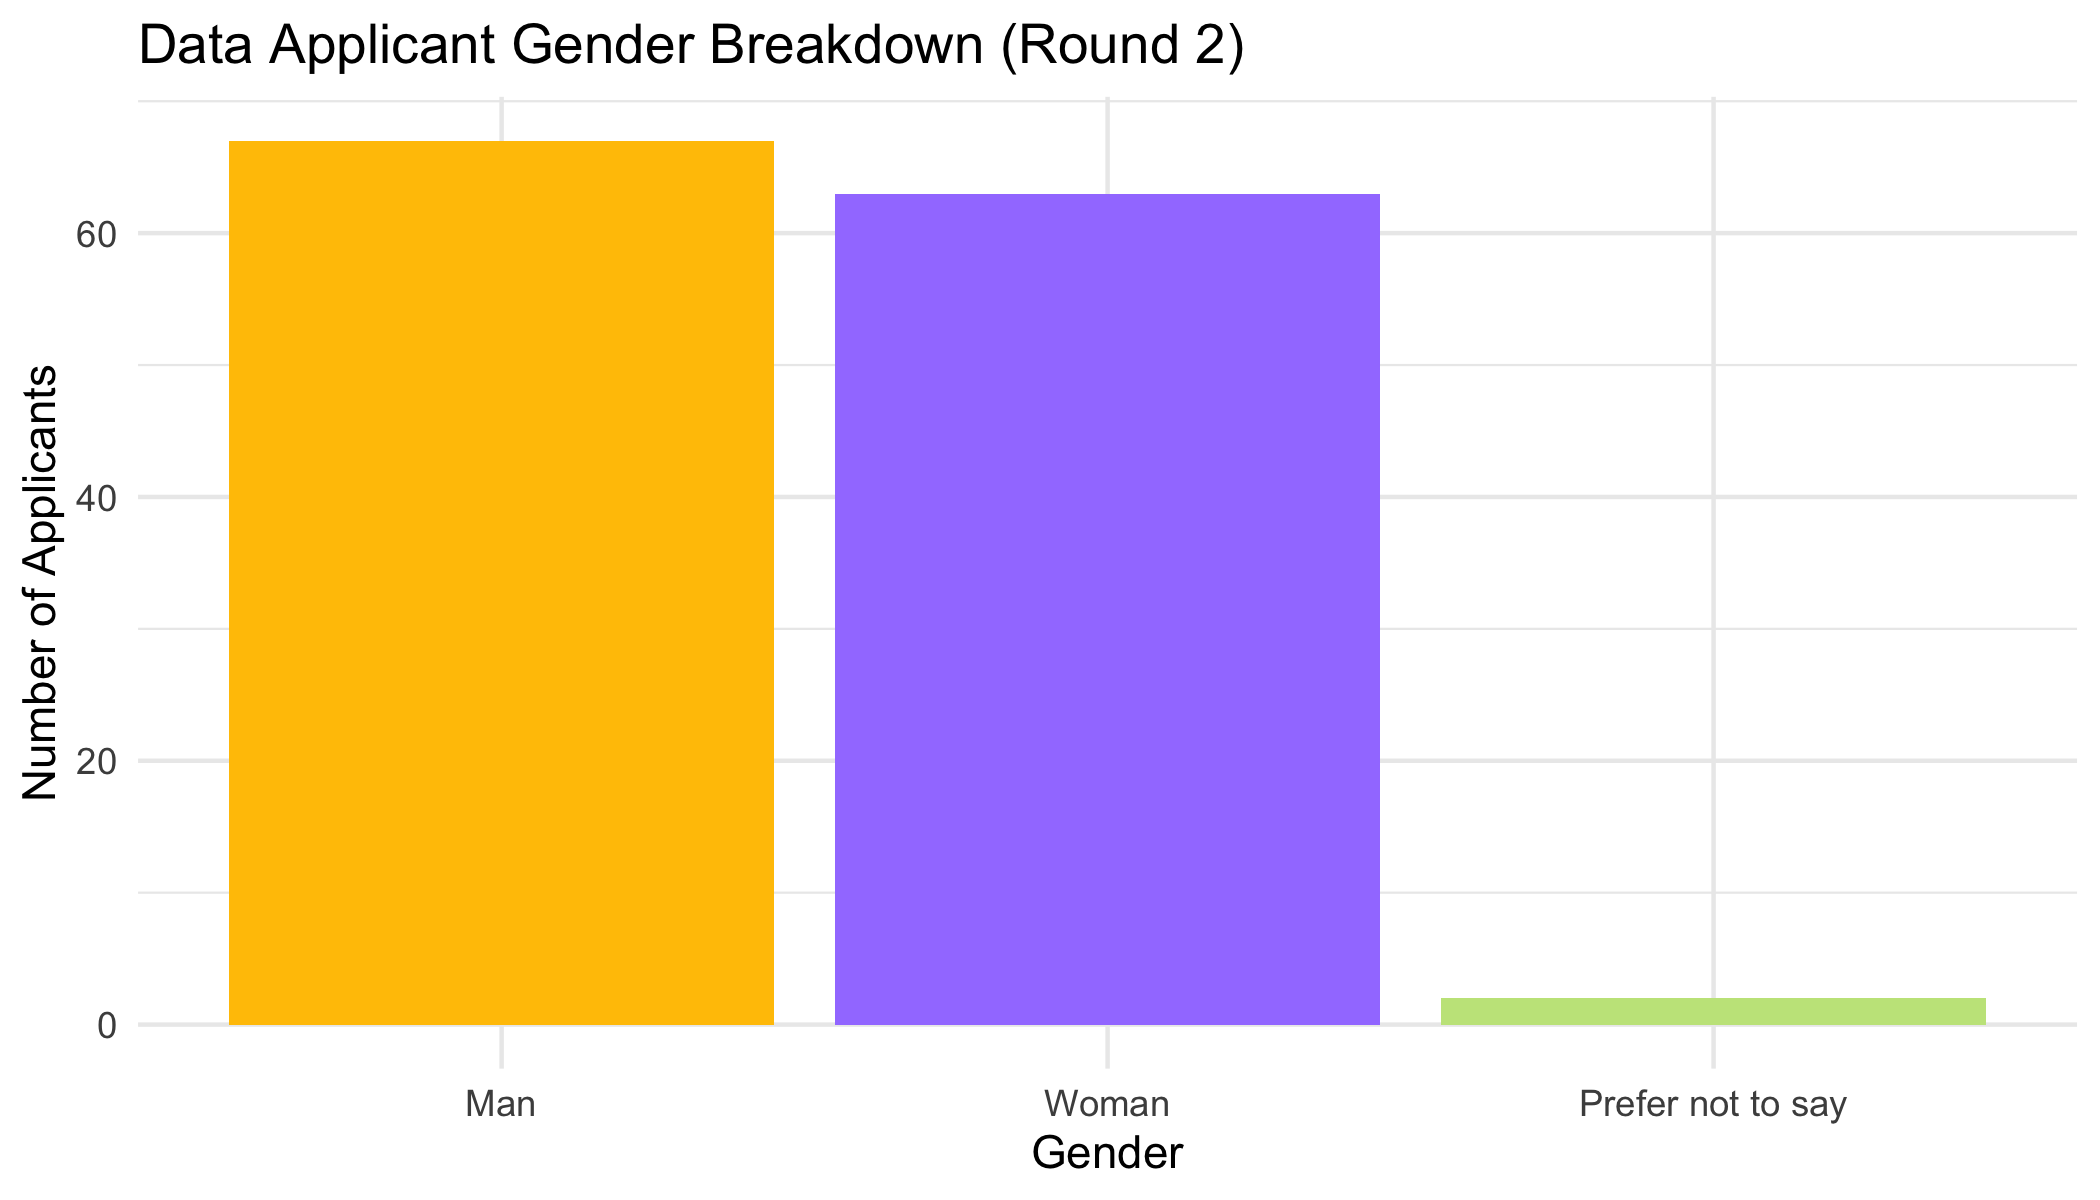 Data Applicant Gender Breakdown (Round 2)
Number of Applicants
60
40
20
0
Man
Woman
Prefer not to say
Gender